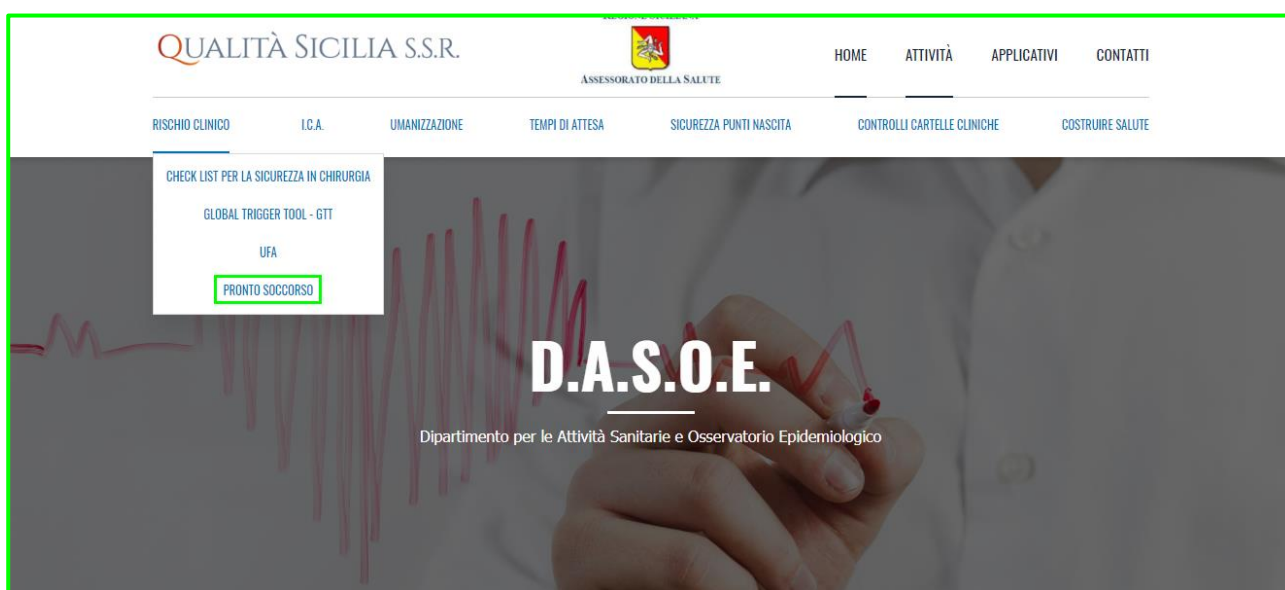 QUALITÀ SICILIA S.S.R.
ASSESSORATO DELLA SALUTE
HOME ATTIVITÀ APPLICATIVI CONTATTI
RISCHIO CLINICO I.C.A. UMANIZZAZIONE TEMPI DI ATTESA SICUREZZA PUNTI NASCITA CONTROLLI CARTELLE CLINICHE COSTRUIRE SALUTE
CHECK LIST PER LA SICUREZZA IN CHIRURGIA
GLOBAL TRIGGER TOOL - GTT
UFA
PRONTO SOCCORSO
D.A.S.O.E.
Dipartimento per le Attività Sanitarie e Osservatorio Epidemiologico